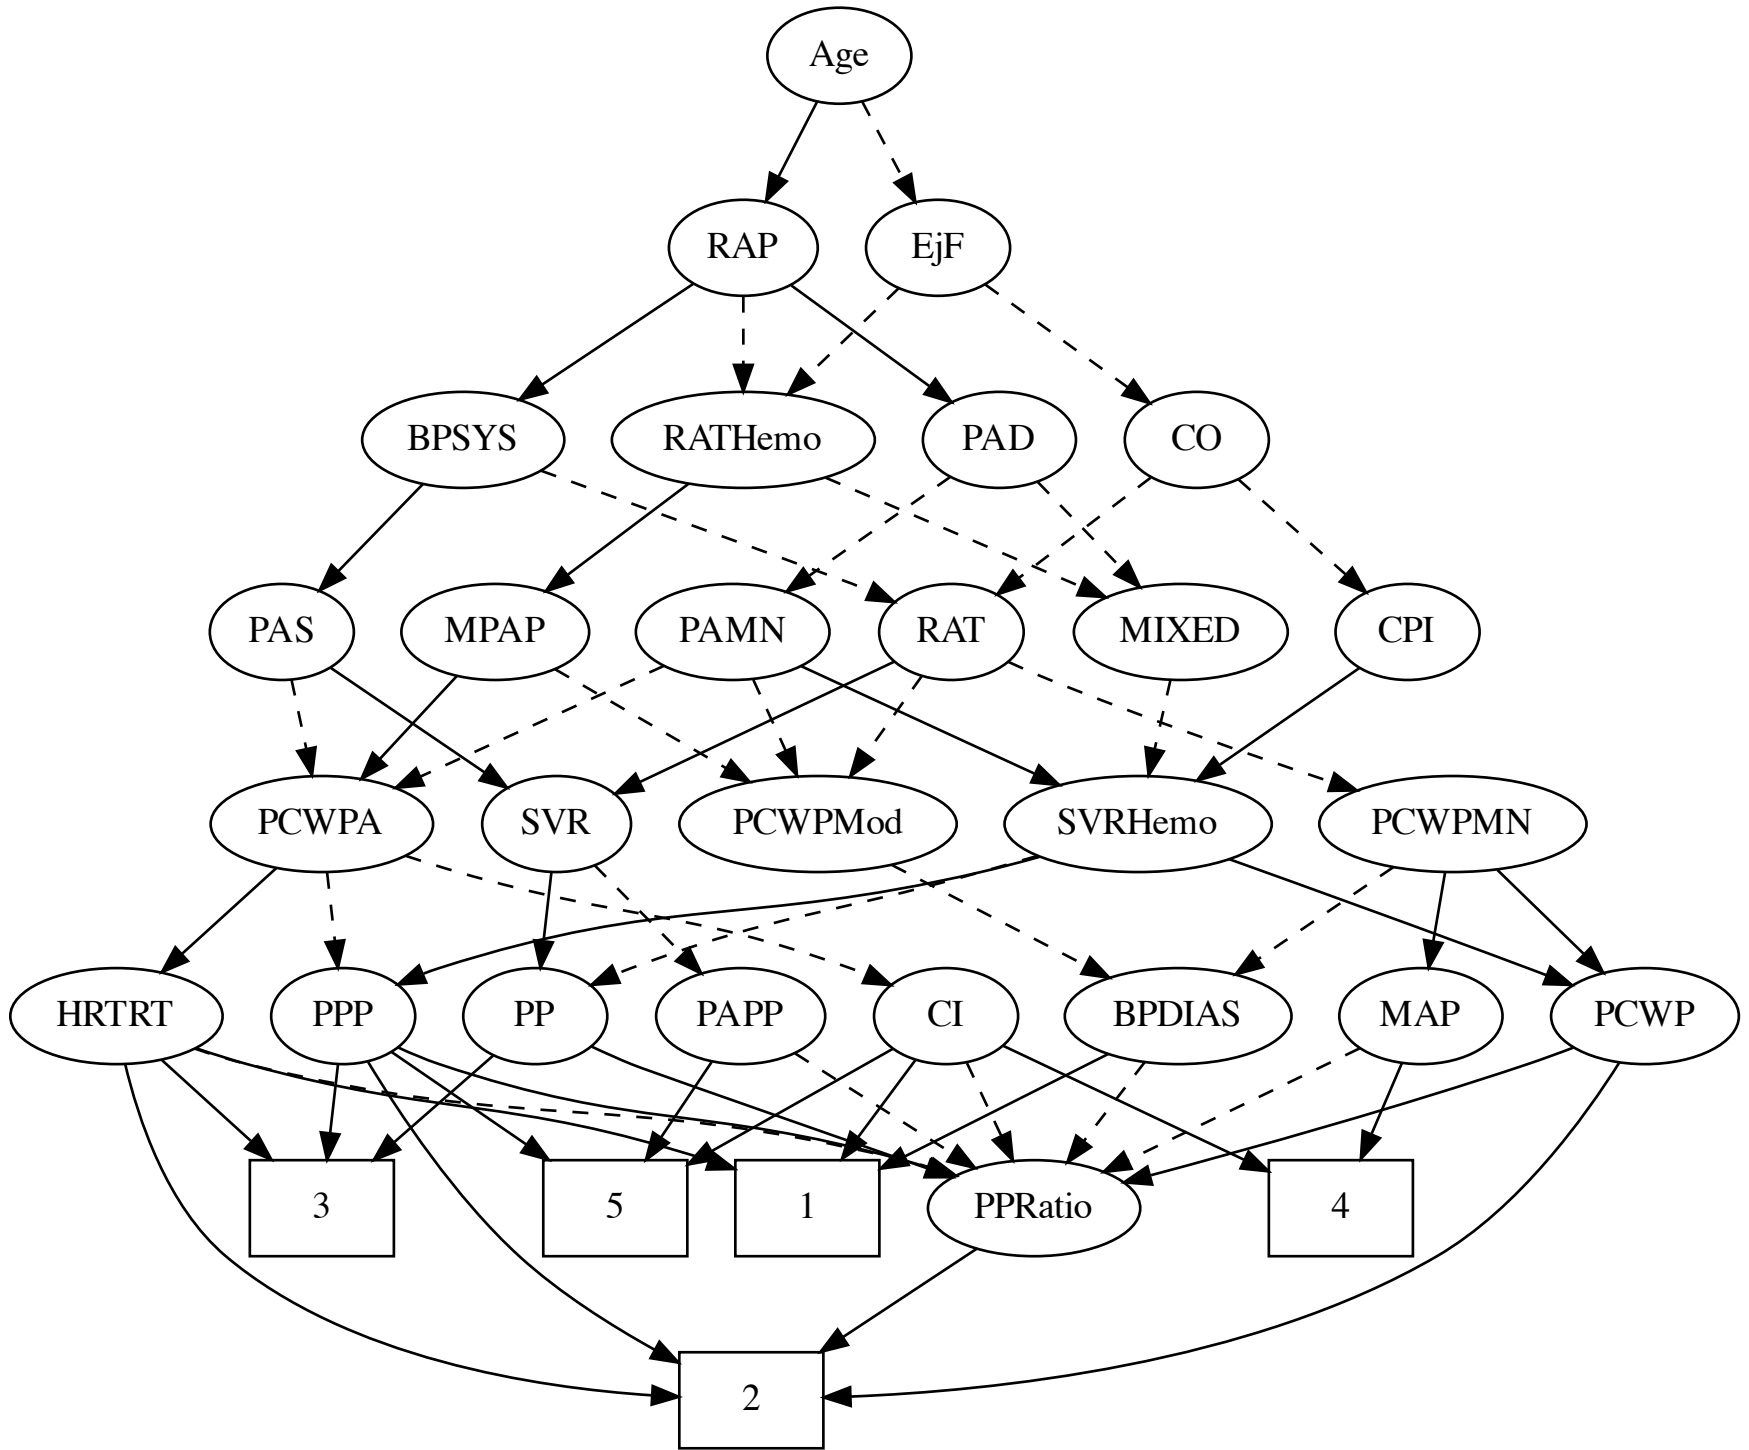 Age
RAP
EjF
BPSYS
RATHemo
PAD
CO
PAS
MPAP
PAMN
RAT
MIXED
CPI
PCWPA
SVR
PCWPMod
SVRHemo
PCWPMN
HRTRT
PPP
PP
PAPP
CI
BPDIAS
MAP
PCWP
3
5
1
PPRatio
4
2